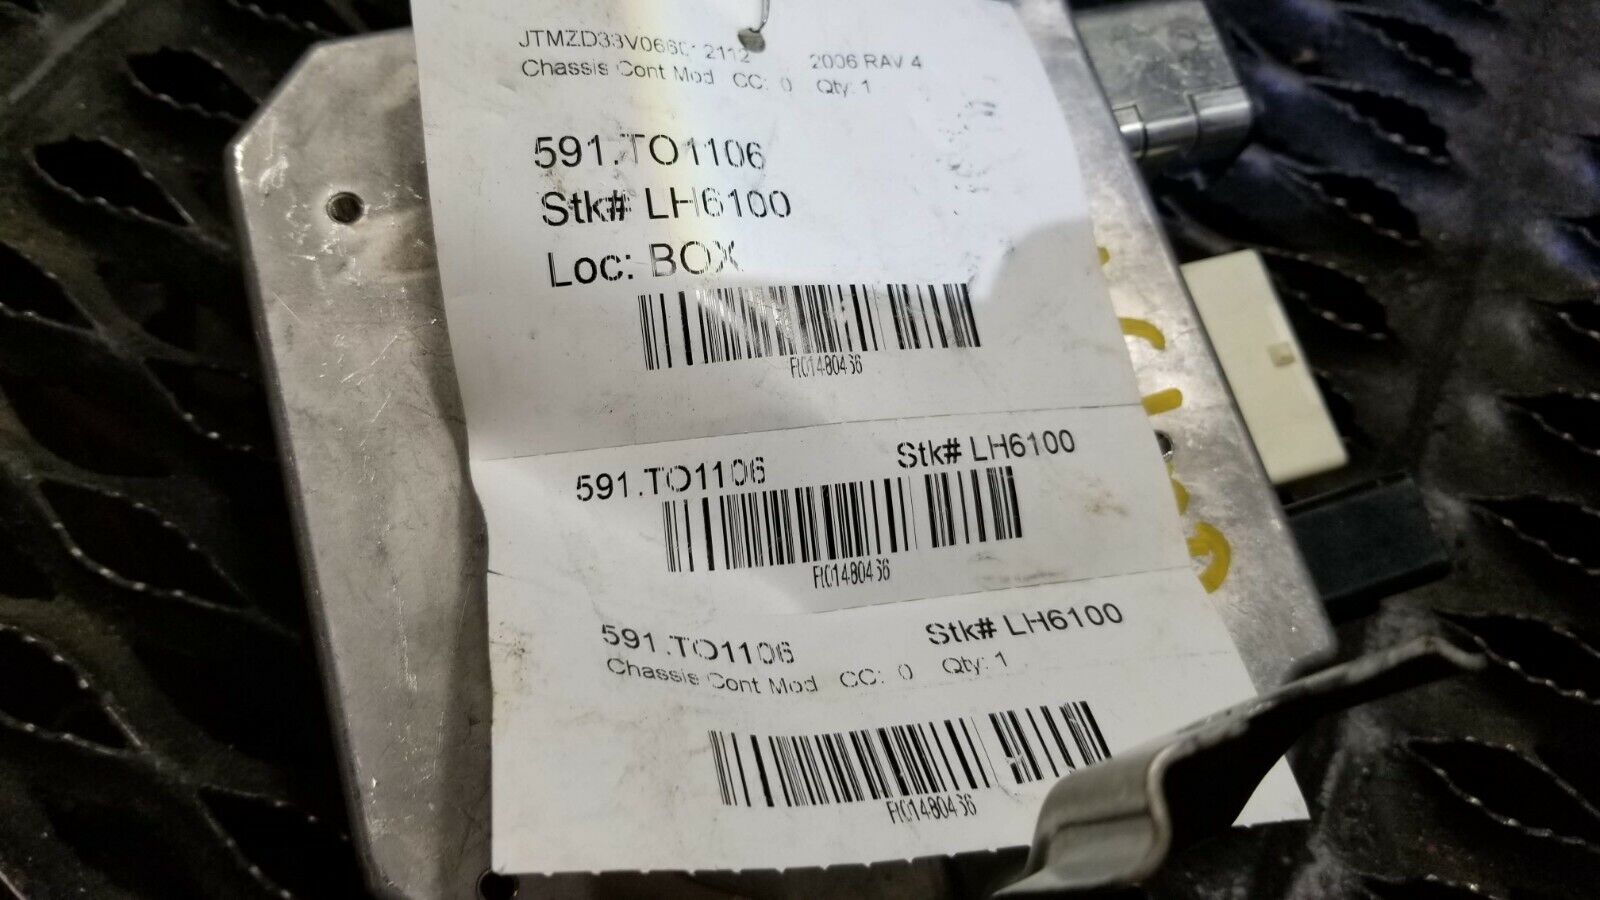 2006 RAV 4
Chassis Cont Mod CC: 0 Qty: 1
591.TO1106
Stk# LH6100
Loc: BOX
591.TO1106 Stk# LH6100
591.TO1106 Stk# LH6100
Chassis Cont Mod CC: 0 Qty: 1